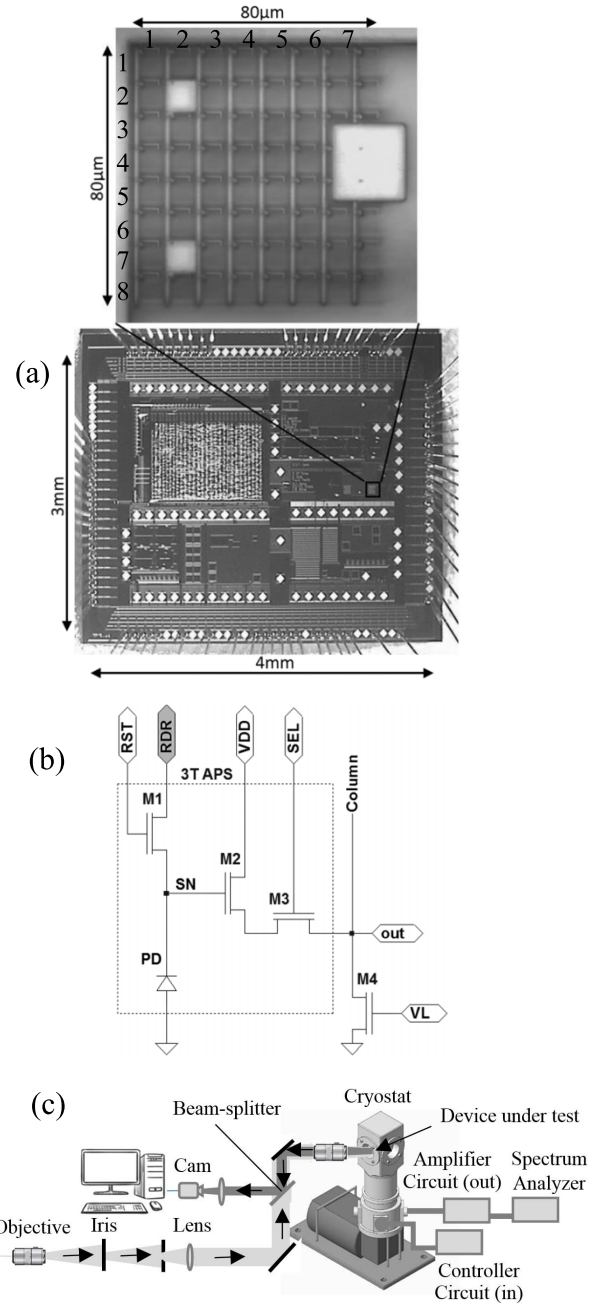 80µm
1 2 3 4 5 6 7
1
2
3
4
5
6
7
8
80µm
(a)
3mm
4mm
(b)
RST
RDR
VDD
SEL
3T APS
Column
M1
M2
SN
M3
out
PD
M4
VL
(c)
Cryostat
Beam-splitter
Device under test
Cam
Amplifier
Circuit (out)
Spectrum
Analyzer
Objective
Iris
Lens
Controller
Circuit (in)